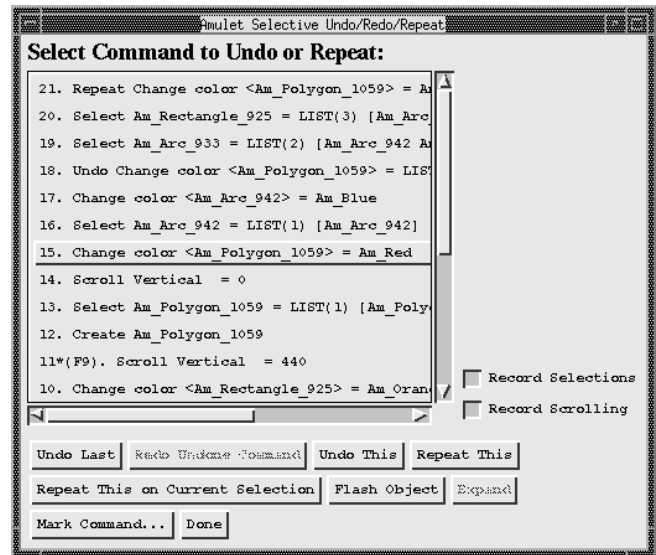 Amulet Selective Undo/Redo/Repeat
Select Command to Undo or Repeat:
21. Repeat Change color <Am_Polygon_1059> = Am
20. Select Am_Rectangle_925 = LIST(3) [Am_Arc_
19. Select Am_Arc_933 = LIST(2) [Am_Arc_942 Am
18. Undo Change color <Am_Polygon_1059> = LIST
17. Change color <Am_Arc_942> = Am_Blue
16. Select Am_Arc_942 = LIST(1) [Am_Arc_942]
15. Change color <Am_Polygon_1059> = Am_Red
14. Scroll Vertical = 0
13. Select Am_Polygon_1059 = LIST(1) [Am_Poly
12. Create Am_Polygon_1059
11*(F9). Scroll Vertical = 440
10. Change color <Am_Rectangle_925> = Am_Oran
Record Selections
Record Scrolling
Undo Last Redo Undone Command Undo This Repeat This
Repeat This on Current Selection Flash Object Expand
Mark Command... Done